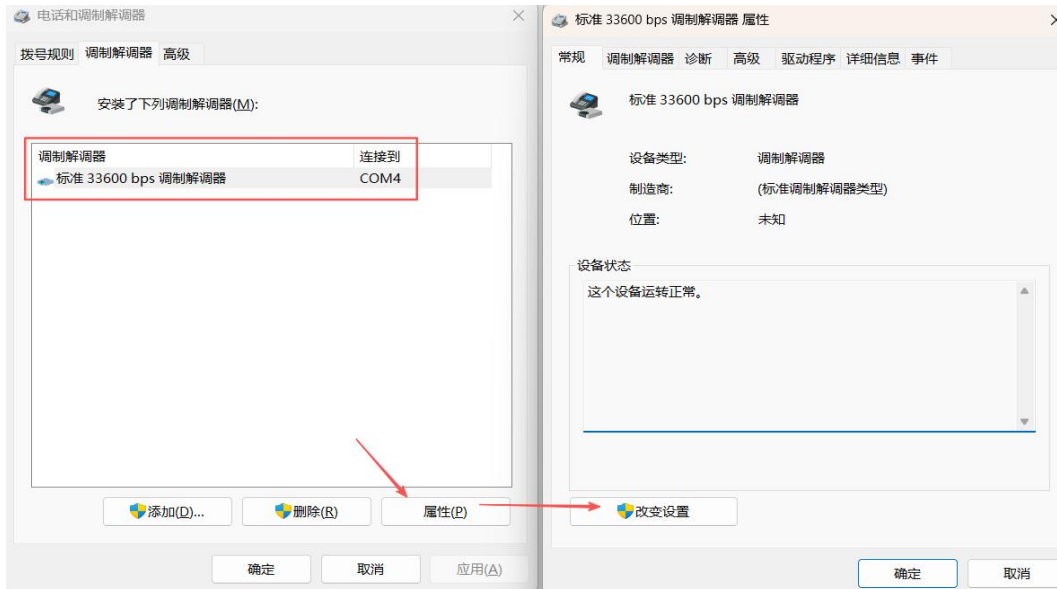 电话和调制解调器
拨号规则 调制解调器 高级
安装了下列调制解调器(M):
调制解调器 连接到
标准 33600 bps 调制解调器 COM4
添加(D)... 删除(R) 属性(P)
确定 取消 应用(A)
标准 33600 bps 调制解调器 属性
常规 调制解调器 诊断 高级 驱动程序 详细信息 事件
标准 33600 bps 调制解调器
设备类型: 调制解调器
制造商: (标准调制解调器类型)
位置: 未知
设备状态
这个设备运转正常。
改变设置
确定 取消